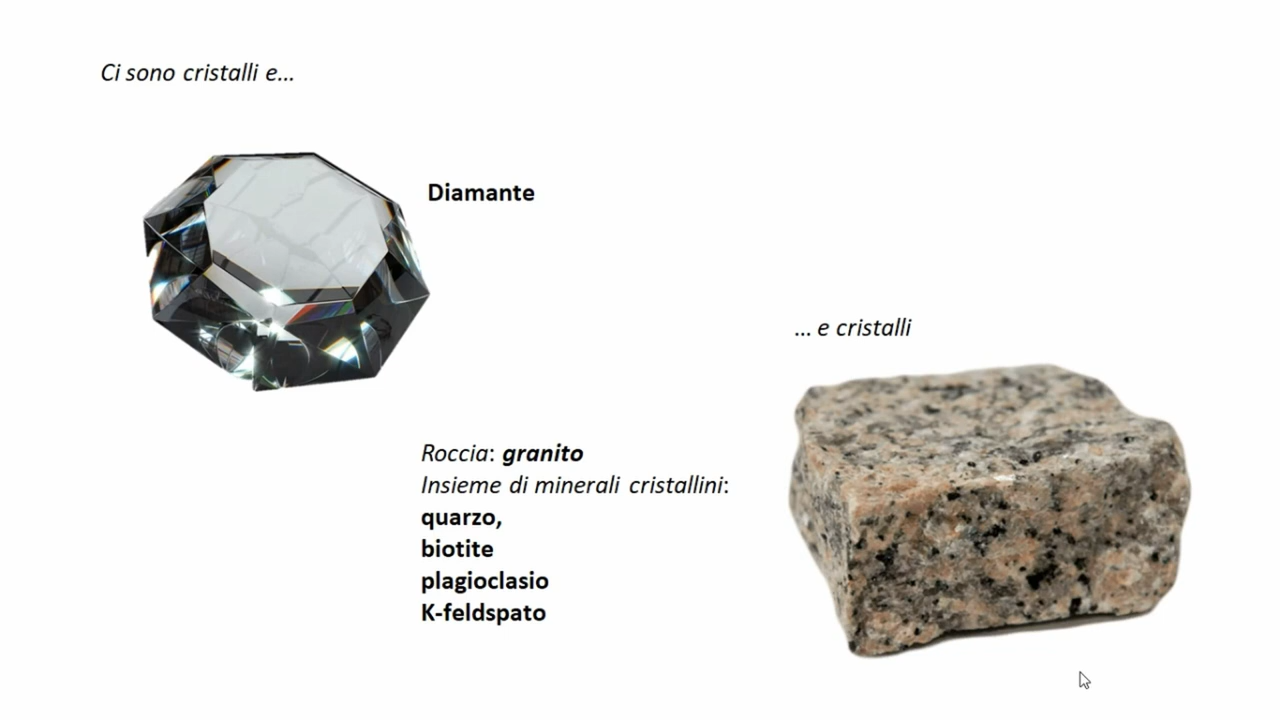 Ci sono cristalli e...
Diamante
... e cristalli
Roccia: granito
Insieme di minerali cristallini:
quarzo,
biotite
plagioclasio
K-feldspato